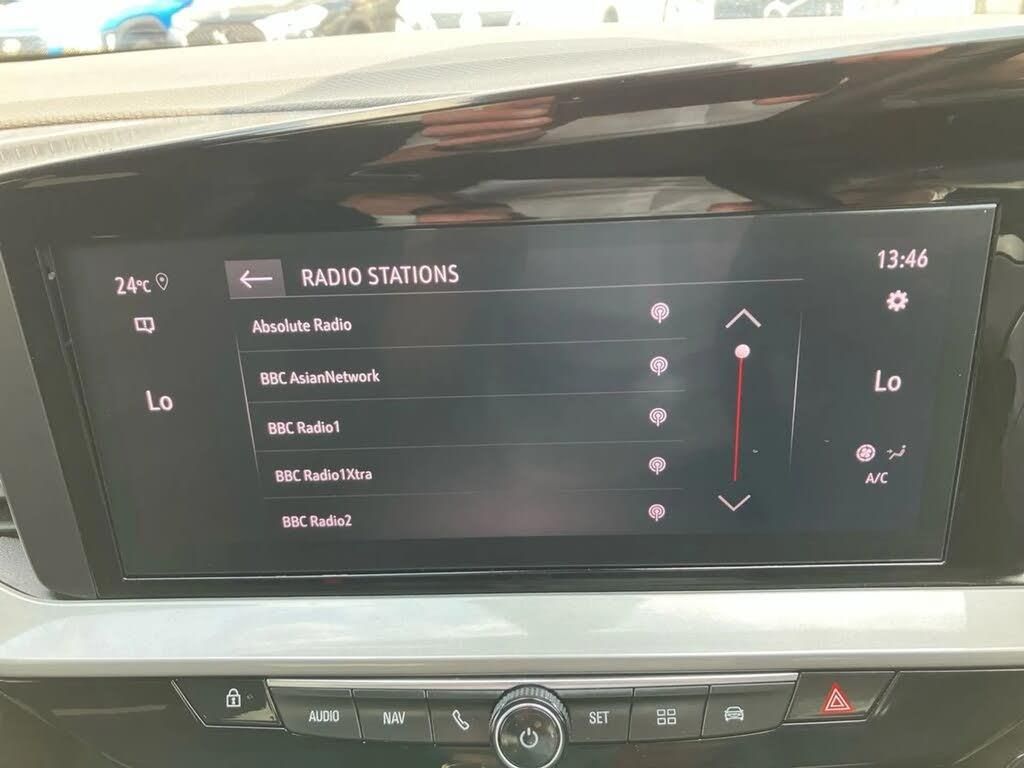 24°C
RADIO STATIONS
13:46
Absolute Radio
BBC AsianNetwork
Lo
Lo
BBC Radio1
BBC Radio1Xtra
A/C
BBC Radio2
AUDIO
NAV
SET